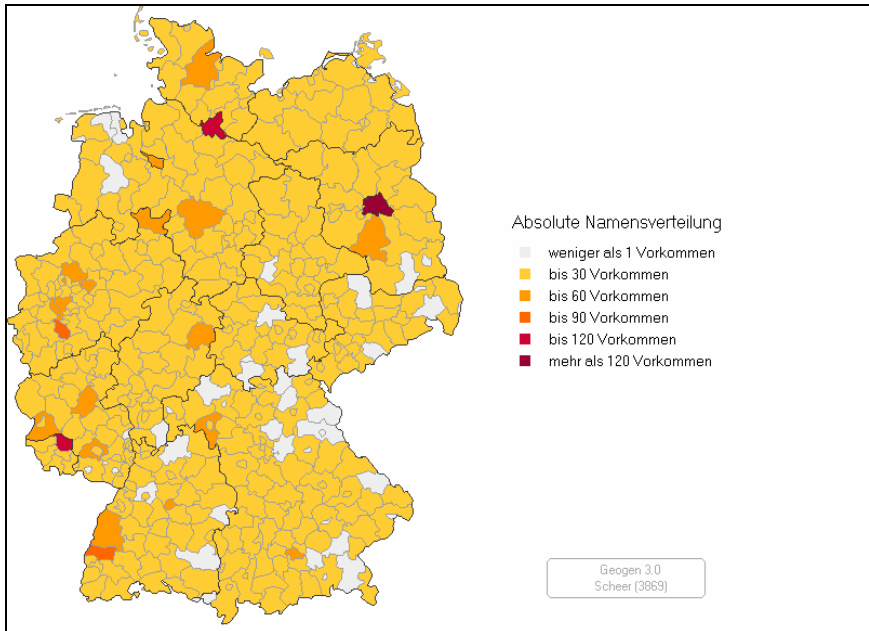 Absolute Namensverteilung
weniger als 1 Vorkommen
bis 30 Vorkommen
bis 60 Vorkommen
bis 90 Vorkommen
bis 120 Vorkommen
mehr als 120 Vorkommen
Geogen 3.0
Scheer (3869)